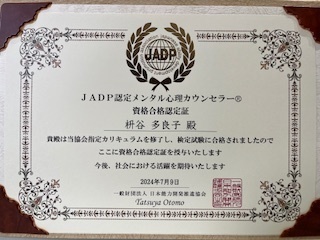 JADP
JADP認定メンタル心理カウンセラー®
資格合格認定証
枡谷 多良子 殿
貴殿は当協会指定カリキュラムを修了し、検定試験に合格されましたので
ここに資格合格認定証を授与いたします
今後、社会における活躍を期待いたします
2024年7月9日
一般財団法人 日本能力開発推進協会
Tatsuya Otomo